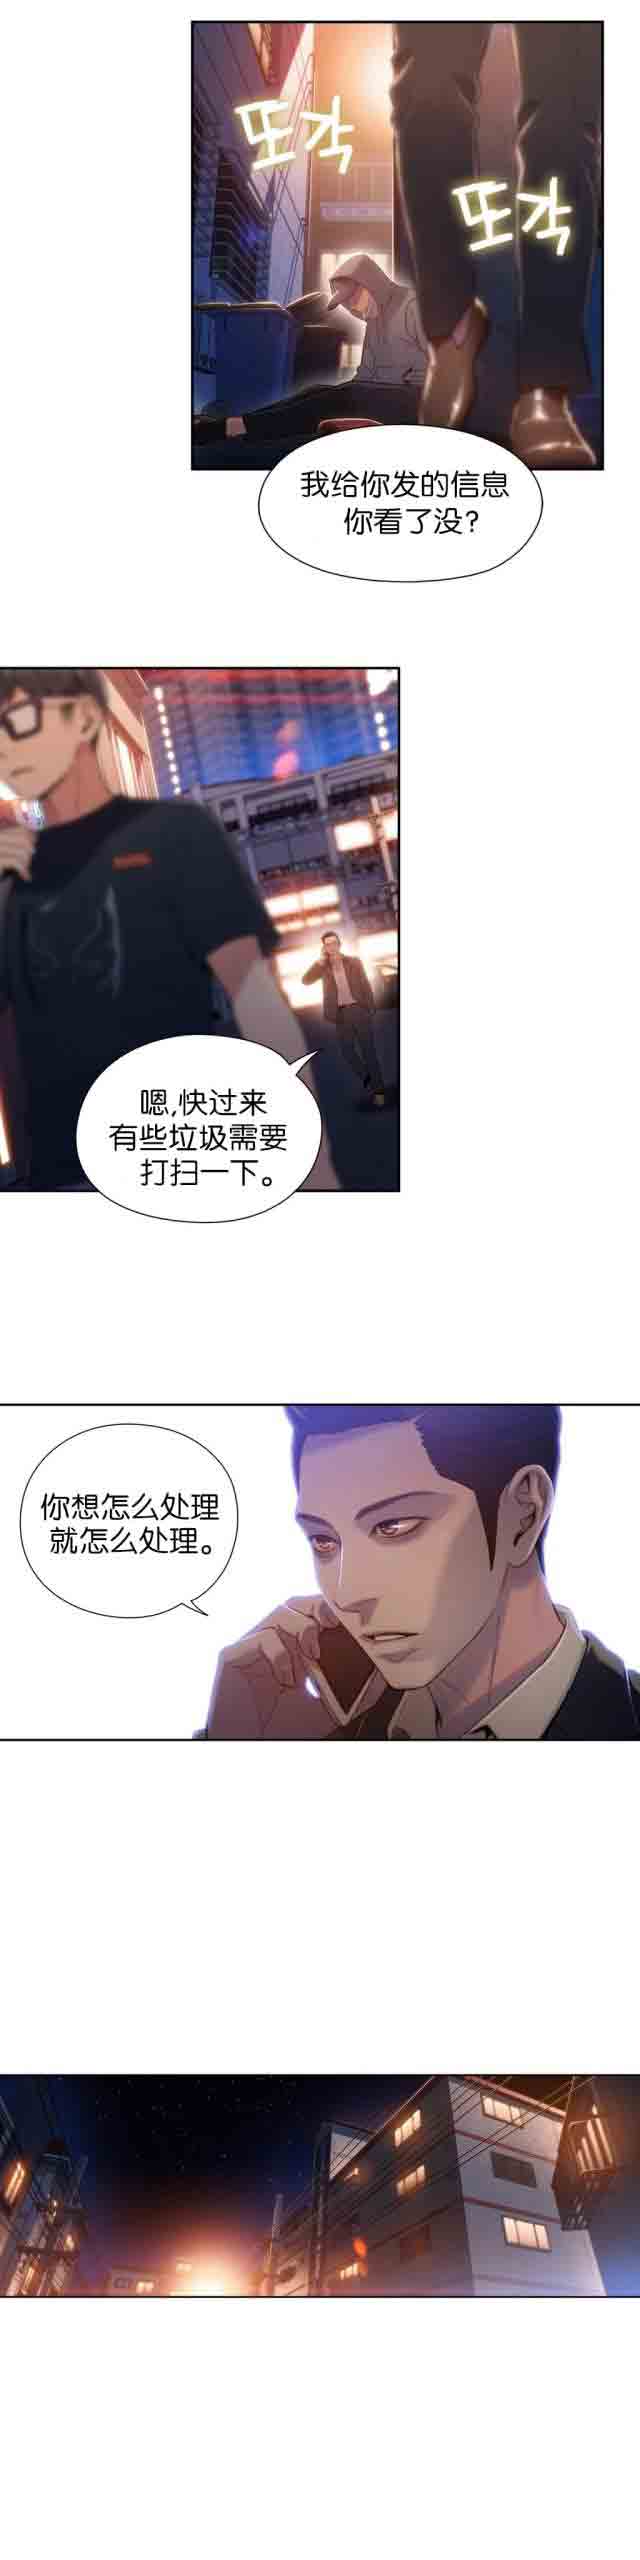 또각
또각
我给你发的信息
你看了没?
嗯,快过来
有些垃圾需要
打扫一下。
你想怎么处理
就怎么处理。